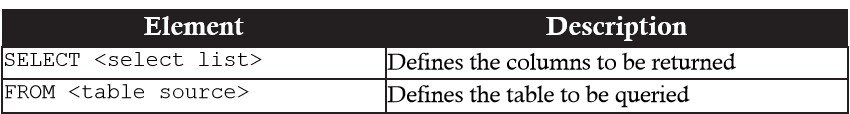 Element Description
SELECT <select list> Defines the columns to be returned
FROM <table source> Defines the table to be queried